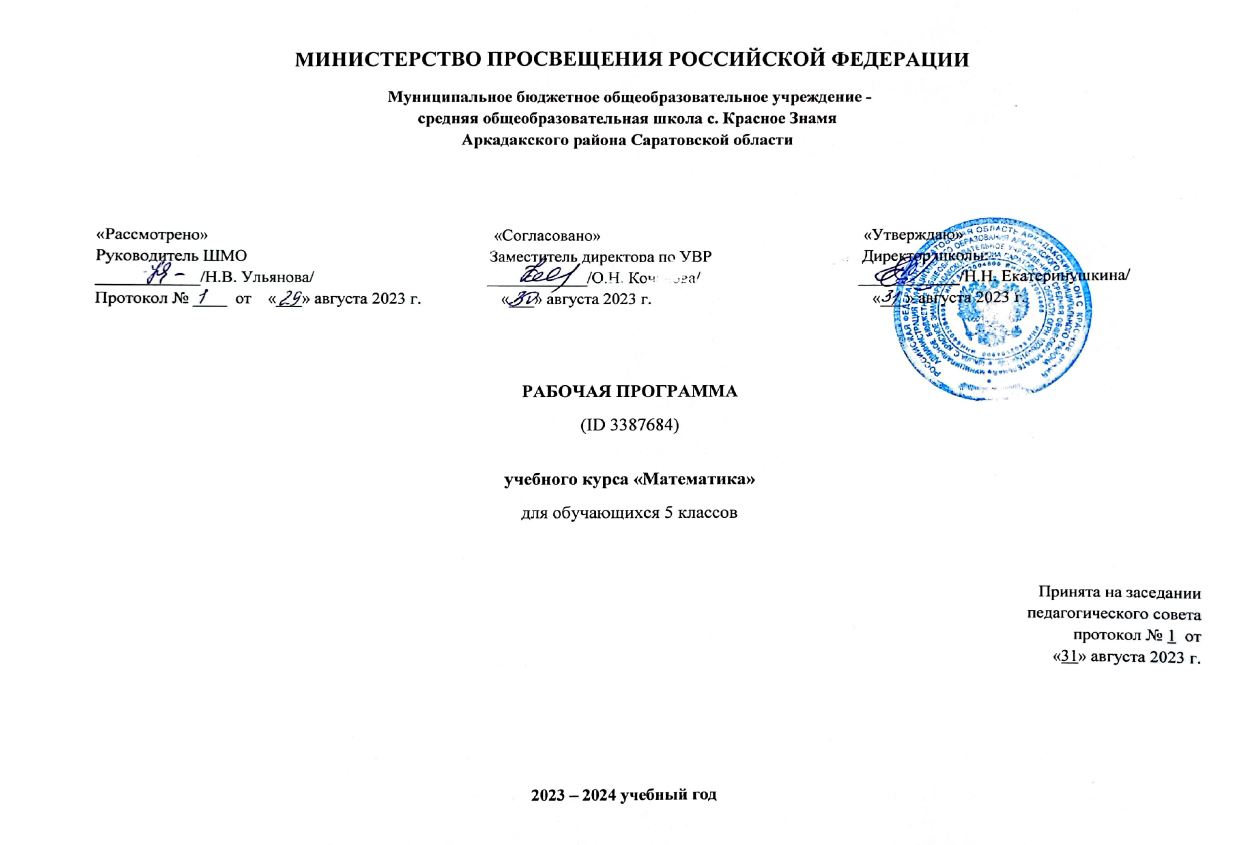 МИНИСТЕРСТВО ПРОСВЕЩЕНИЯ РОССИЙСКОЙ ФЕДЕРАЦИИ
Муниципальное бюджетное общеобразовательное учреждение -
средняя общеобразовательная школа с. Красное Знамя
Аркадакского района Саратовской области
«Рассмотрено»
Руководитель ШМО
/Н.В. Ульянова/
Протокол № 1 от «29» августа 2023 г.
«Согласовано»
Заместитель директора по УВР
/О.Н.
«30» августа 2023 г.
«Утверждаю»
Директор школы:
/Н.Н. Екатеринушкина/
«31» августа 2023 г.
РАБОЧАЯ ПРОГРАММА
(ID 3387684)
учебного курса «Математика»
для обучающихся 5 классов
Принята на заседании
педагогического совета
протокол № 1 от
«31» августа 2023 г.
2023 – 2024 учебный год